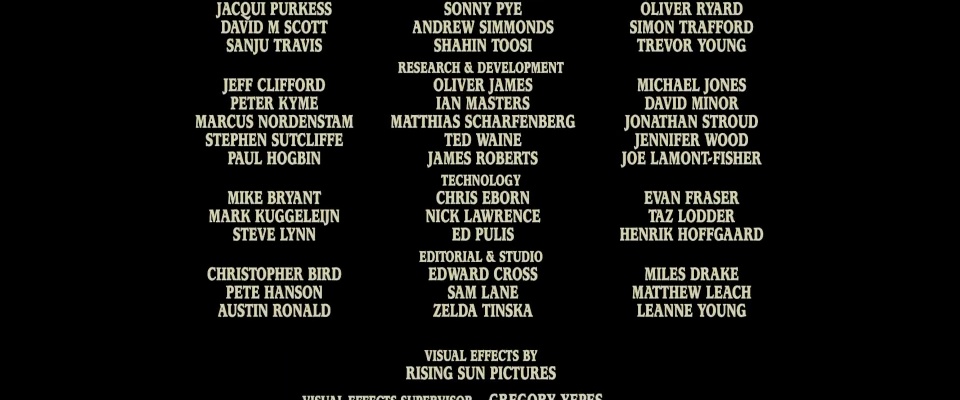 JACQUI PURKESS SONNY PYE OLIVER RYARD
DAVID M SCOTT ANDREW SIMMONDS SIMON TRAFFORD
SANJU TRAVIS SHAHIN TOOSI TREVOR YOUNG
RESEARCH & DEVELOPMENT
JEFF CLIFFORD OLIVER JAMES MICHAEL JONES
PETER KYME IAN MASTERS DAVID MINOR
MARCUS NORDENSTAM MATTHIAS SCHARFENBERG JONATHAN STROUD
STEPHEN SUTCLIFFE TED WAINE JENNIFER WOOD
PAUL HOGBIN JAMES ROBERTS JOE LAMONT-FISHER
TECHNOLOGY
MIKE BRYANT CHRIS EBORN EVAN FRASER
MARK KUGGELEIJN NICK LAWRENCE TAZ LODDER
STEVE LYNN ED PULIS HENRIK HOFFGAARD
EDITORIAL & STUDIO
CHRISTOPHER BIRD EDWARD CROSS MILES DRAKE
PETE HANSON SAM LANE MATTHEW LEACH
AUSTIN RONALD ZELDA TINSKA LEANNE YOUNG
VISUAL EFFECTS BY
RISING SUN PICTURES
VISUAL EFFECTS SUPERVISOR GREGORY YEPES